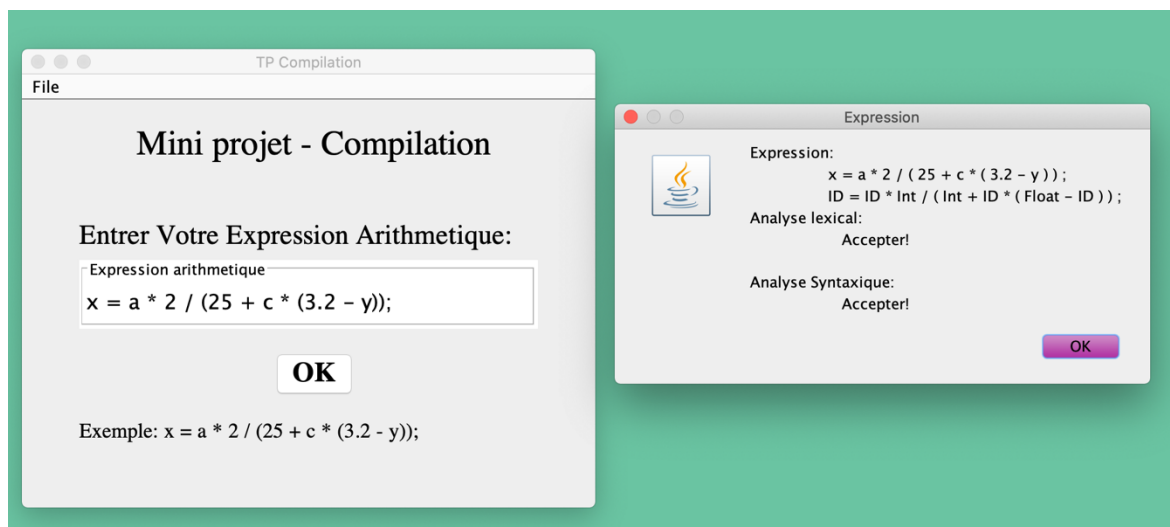 TP Compilation
File
Mini projet - Compilation
Entrer Votre Expression Arithmetique:
Expression arithmetique
x = a * 2 / (25 + c * (3.2 – y));
OK
Exemple: x = a * 2 / (25 + c * (3.2 - y));
Expression
Expression:
x = a * 2 / ( 25 + c * ( 3.2 – y ) ) ;
ID = ID * Int / ( Int + ID * ( Float – ID ) ) ;
Analyse lexical:
Accepter!
Analyse Syntaxique:
Accepter!
OK